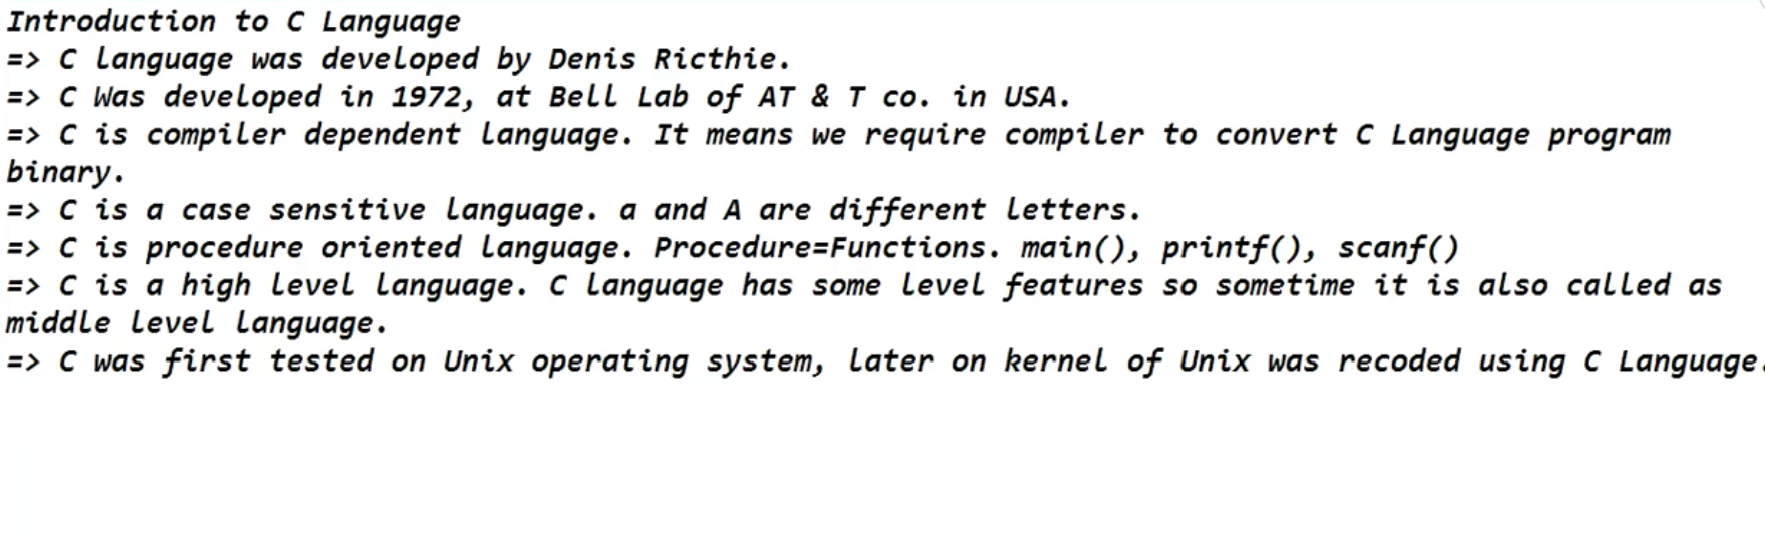 Introduction to C Language
=> C language was developed by Denis Ricthie.
=> C Was developed in 1972, at Bell Lab of AT & T co. in USA.
=> C is compiler dependent language. It means we require compiler to convert C Language program
binary.
=> C is a case sensitive language. a and A are different letters.
=> C is procedure oriented language. Procedure=Functions. main(), printf(), scanf()
=> C is a high level language. C language has some level features so sometime it is also called as
middle level language.
=> C was first tested on Unix operating system, later on kernel of Unix was recoded using C Language.